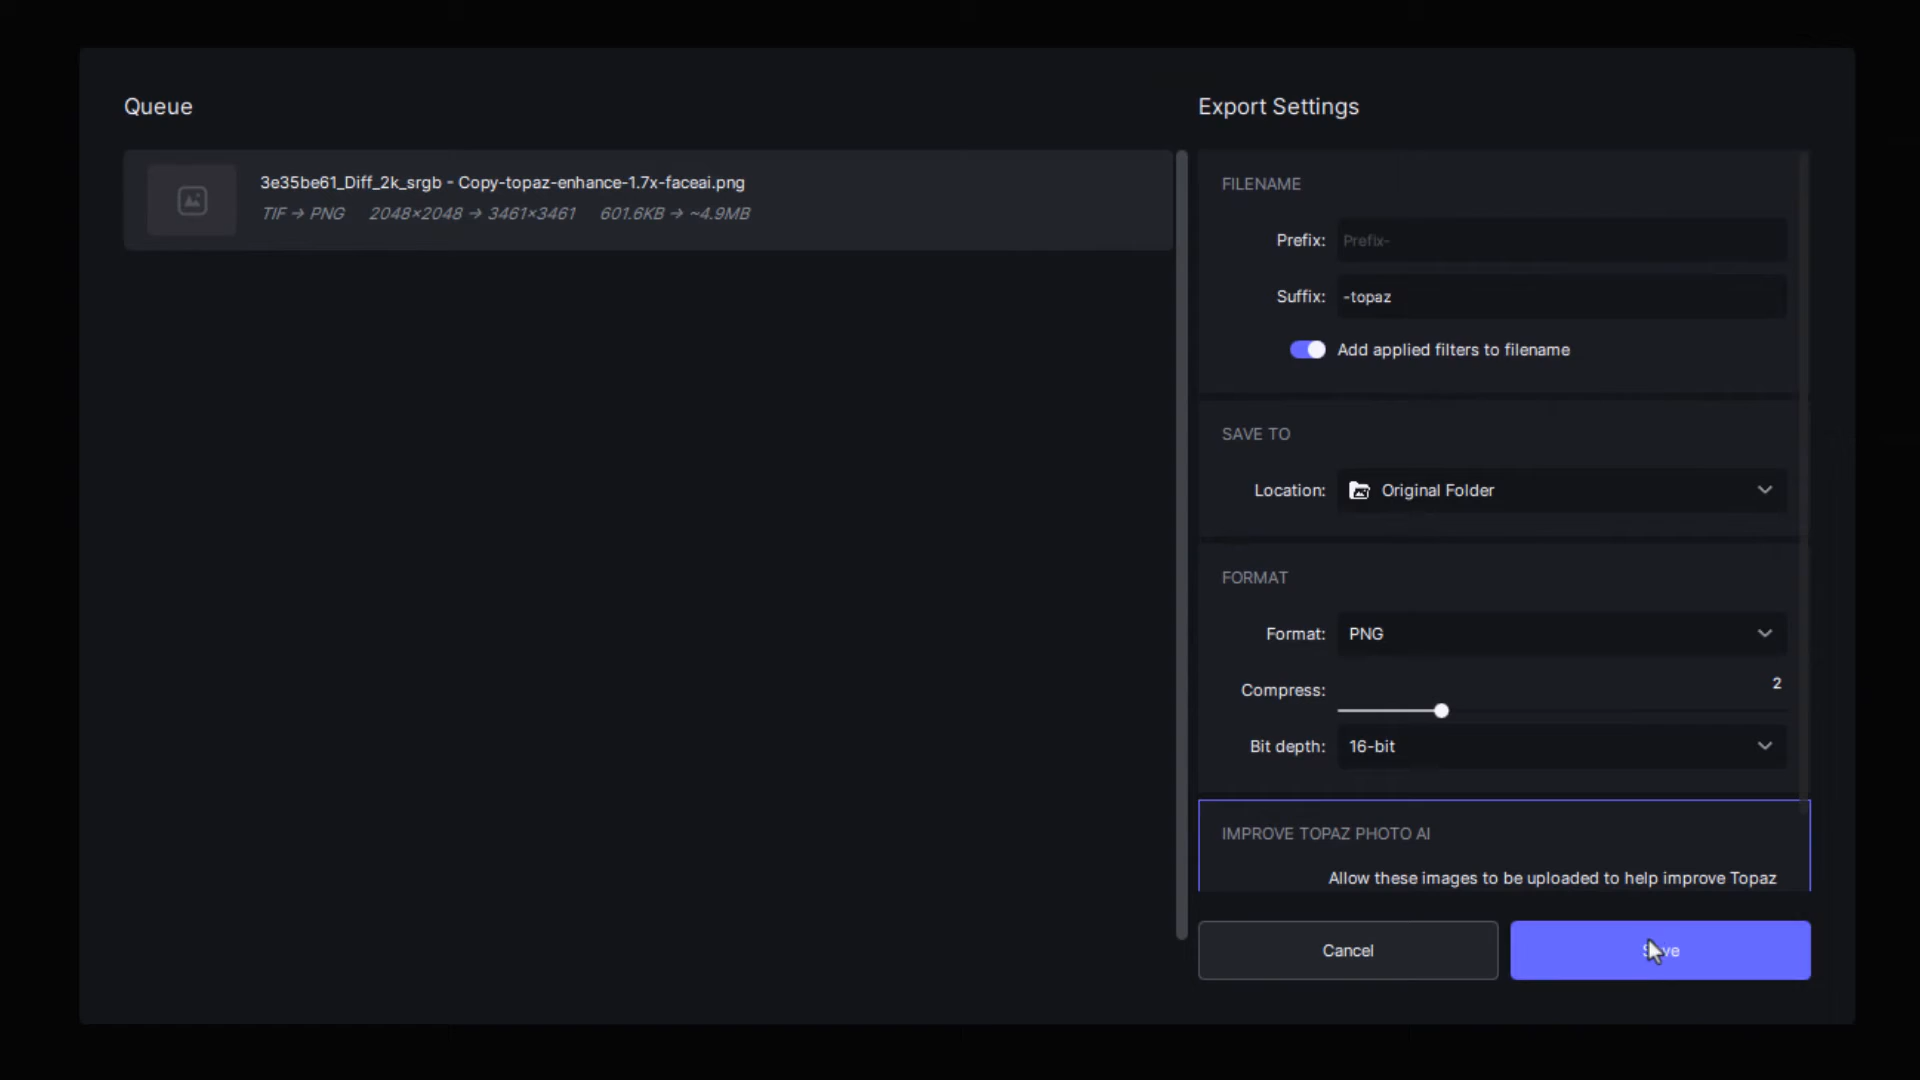 Queue
3e35be61_Diff_2k_srgb - Copy-topaz-enhance-1.7x-faceai.png
TIF → PNG 2048×2048 → 3461×3461 601.6KB → ~4.9MB
Export Settings
FILENAME
Prefix: Prefix-
Suffix: -topaz
Add applied filters to filename
SAVE TO
Location: Original Folder
FORMAT
Format: PNG
Compress: 2
Bit depth: 16-bit
IMPROVE TOPAZ PHOTO AI
Allow these images to be uploaded to help improve Topaz
Cancel
Save